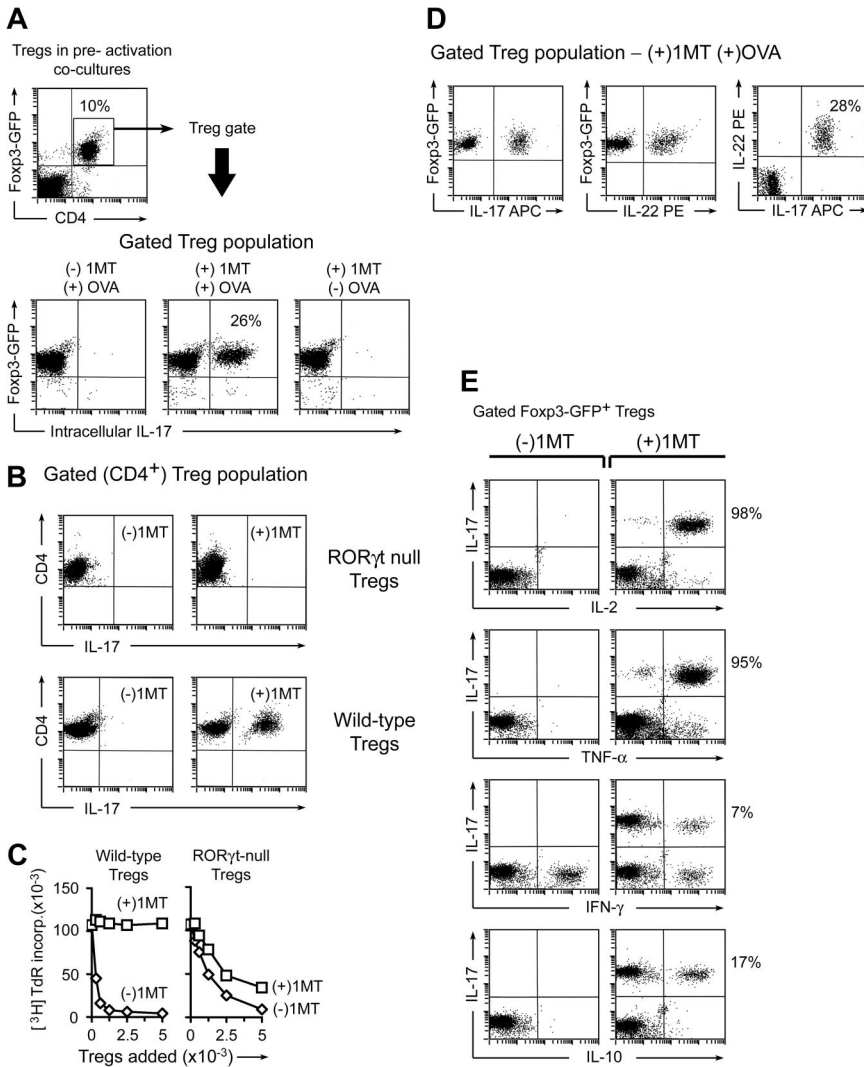 A
Tregs in pre- activation
co-cultures
10%
Treg gate
Foxp3-GFP
CD4
Gated Treg population
(-) 1MT
(+) OVA
(+) 1MT
(+) OVA
(+) 1MT
(-) OVA
26%
Foxp3-GFP
Intracellular IL-17
B
Gated (CD4+) Treg population
(-)1MT
(+)1MT
CD4
IL-17
RORγt null
Tregs
(-)1MT
(+)1MT
CD4
IL-17
Wild-type
Tregs
C
Wild-type
Tregs
RORγt-null
Tregs
[3H] TdR incorp.(x10-3)
150
100
50
0
(+)1MT
(-)1MT
(+)1MT
(-)1MT
0 2.5 5
0 2.5 5
Tregs added (x10-3)
D
Gated Treg population – (+)1MT (+)OVA
Foxp3-GFP
IL-17 APC
Foxp3-GFP
IL-22 PE
28%
IL-22 PE
IL-17 APC
E
Gated Foxp3-GFP+ Tregs
(-)1MT
(+)1MT
98%
IL-17
IL-2
95%
IL-17
TNF-α
7%
IL-17
IFN-γ
17%
IL-17
IL-10